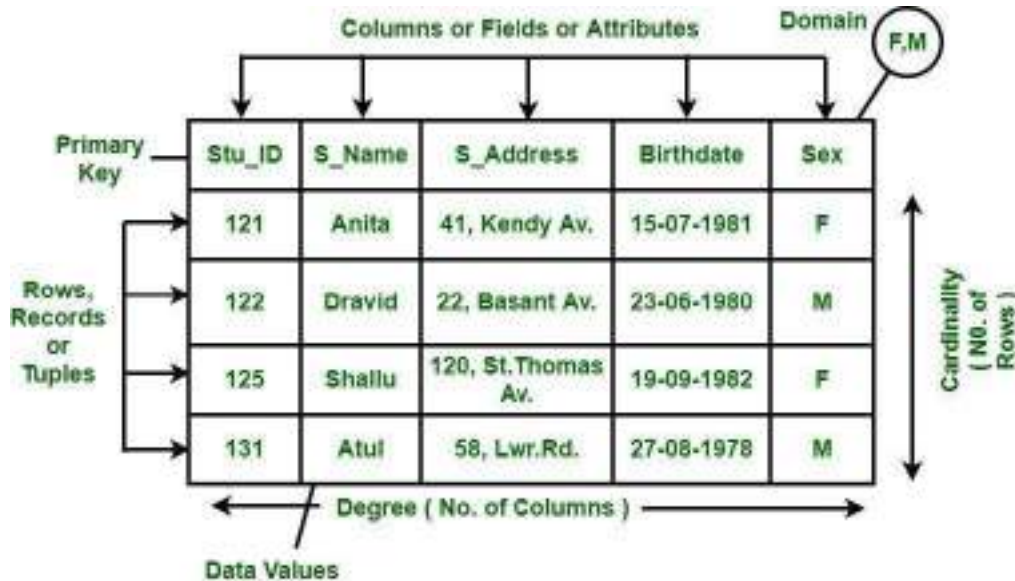 Columns or Fields or Attributes
Domain
F,M
Primary
Key
Stu_ID S_Name S_Address Birthdate Sex
121 Anita 41, Kendy Av. 15-07-1981 F
122 Dravid 22, Basant Av. 23-06-1980 M
125 Shallu 120, St.Thomas
Av. 19-09-1982 F
131 Atul 58, Lwr.Rd. 27-08-1978 M
Rows,
Records
or
Tuples
Cardinality
( N0. of
Rows )
Degree ( No. of Columns )
Data Values